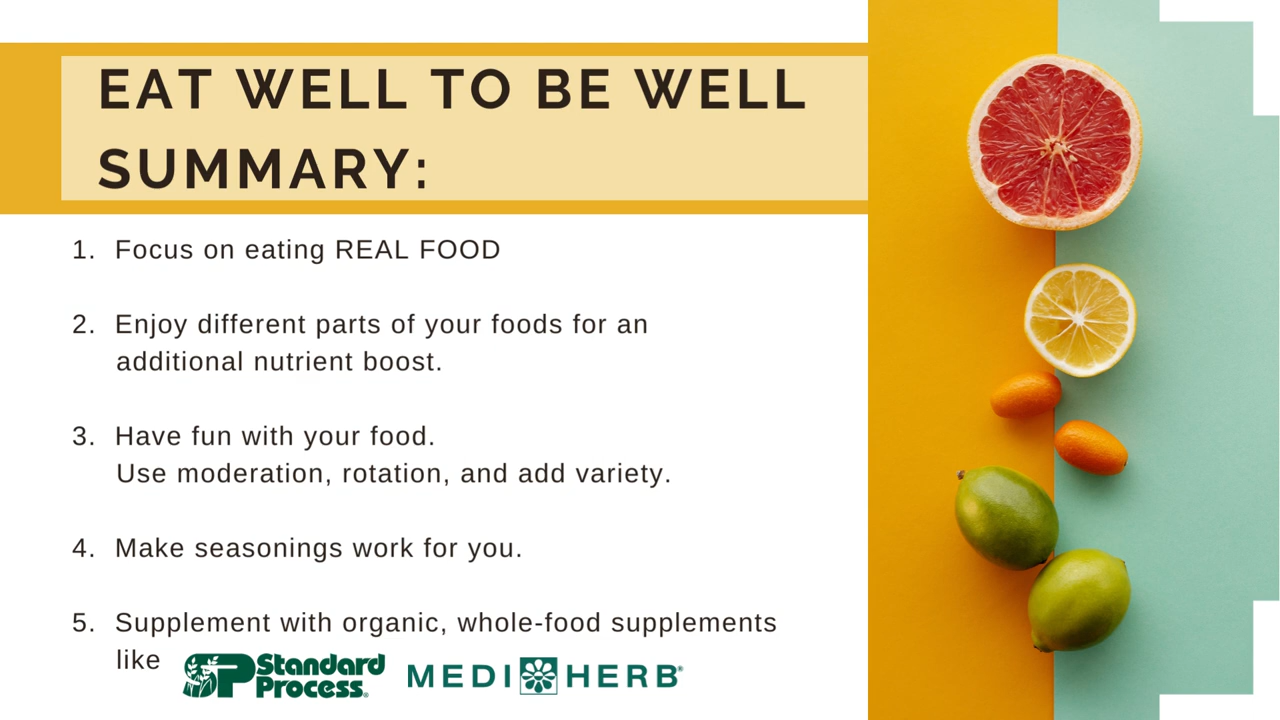 EAT WELL TO BE WELL
SUMMARY:
1. Focus on eating REAL FOOD
2. Enjoy different parts of your foods for an
additional nutrient boost.
3. Have fun with your food.
Use moderation, rotation, and add variety.
4. Make seasonings work for you.
5. Supplement with organic, whole-food supplements
like SP Standard Process® MEDIHERB®